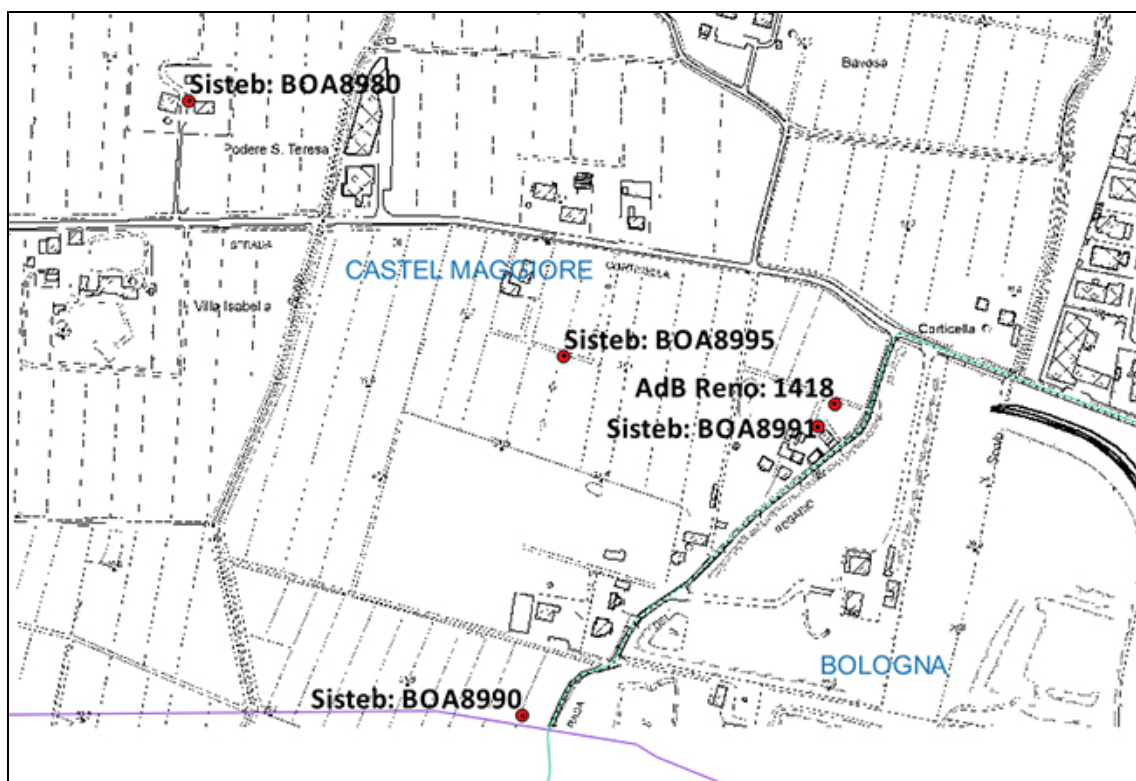 Bavosa
Sisteb: BOA8980
Podere S. Teresa
STRADA
CASTEL MAGGIORE
CORTICELLA
Villa Isabella
Corticella
Sisteb: BOA8995
AdB Reno: 1418
Sisteb: BOA8991
Scolo
BOLOGNA
Sisteb: BOA8990